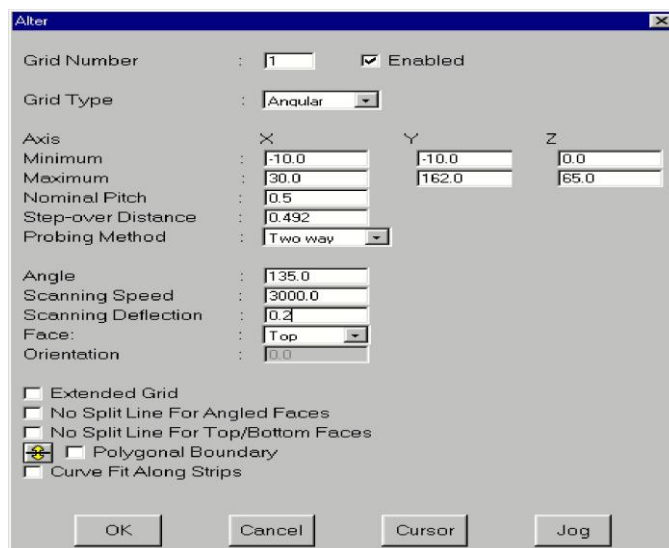 Alter
Grid Number : 1 Enabled
Grid Type : Angular
Axis X Y Z
Minimum : -10.0 -10.0 0.0
Maximum : 30.0 162.0 65.0
Nominal Pitch : 0.5
Step-over Distance : 0.492
Probing Method : Two way
Angle : 135.0
Scanning Speed : 3000.0
Scanning Deflection : 0.2
Face: : Top
Orientation : 0.0
Extended Grid
No Split Line For Angled Faces
No Split Line For Top/Bottom Faces
Polygonal Boundary
Curve Fit Along Strips
OK Cancel Cursor Jog